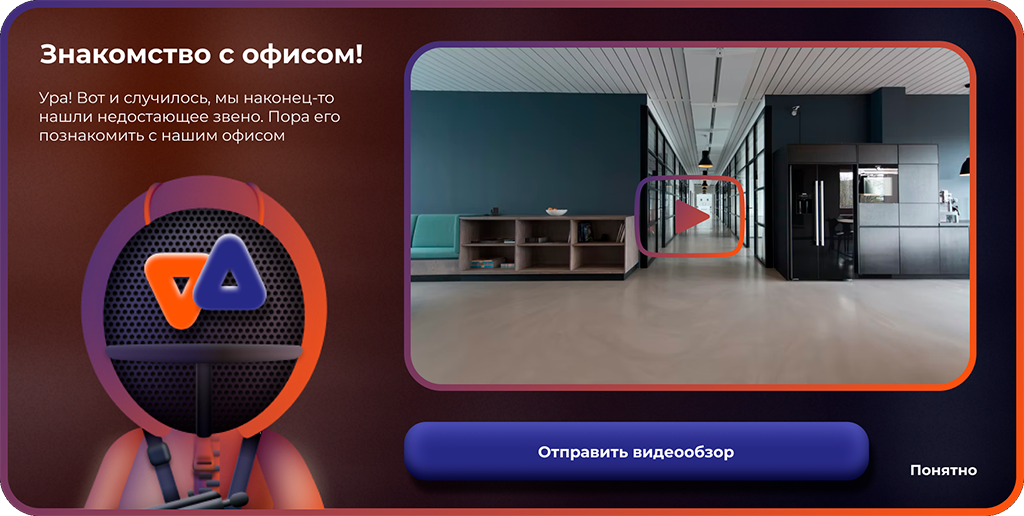 Знакомство с офисом!
Ура! Вот и случилось, мы наконец-то
нашли недостающее звено. Пора его
познакомить с нашим офисом
Отправить видеообзор
Понятно